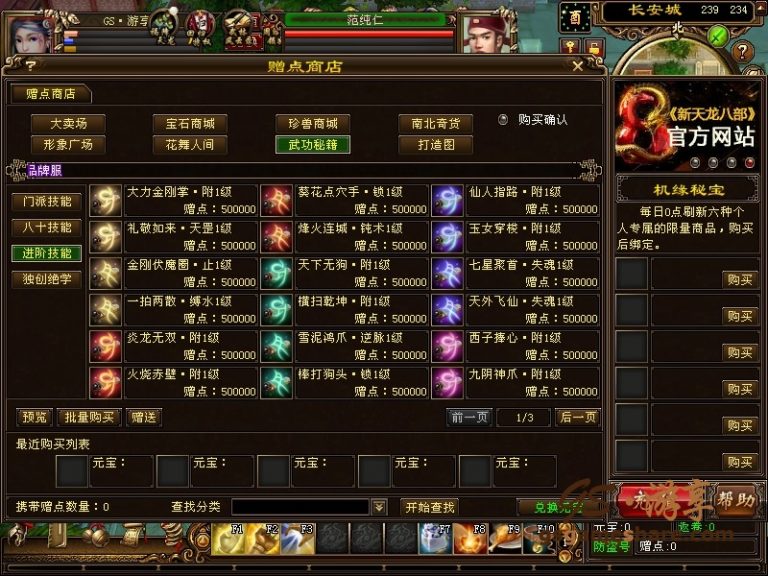 GS·游享
范纯仁
酉
长安城 239 234
北
?
?
赠点商店
赠点商店
大卖场 宝石商城 珍兽商城 南北奇货 购买确认
形象广场 花舞人间 武功秘籍 打造图
品牌服
门派技能
八十技能
进阶技能
独创绝学
大力金刚掌·附1级
赠点:500000
葵花点穴手·锁1级
赠点:500000
仙人指路·附1级
赠点:500000
礼敬如来·天罡1级
赠点:500000
烽火连城·钝术1级
赠点:500000
玉女穿梭·附1级
赠点:500000
金刚伏魔圈·止1级
赠点:500000
天下无狗·附1级
赠点:500000
七星聚首·失魂1级
赠点:500000
一拍两散·缚水1级
赠点:500000
横扫乾坤·附1级
赠点:500000
天外飞仙·失魂1级
赠点:500000
炎龙无双·附1级
赠点:500000
雪泥鸿爪·逆脉1级
赠点:500000
西子捧心·附1级
赠点:500000
火烧赤壁·附1级
赠点:500000
棒打狗头·锁1级
赠点:500000
九阴神爪·附1级
赠点:500000
预览 批量购买 赠送 前一页 1/3 后一页
最近购买列表
元宝: 元宝: 元宝: 元宝: 元宝:
携带赠点数量:0 查找分类 开始查找
《新天龙八部》
官方网站
机缘秘宝
每日0点刷新六种个
人专属的限量商品，购买
后绑定。
购买
购买
购买
购买
购买
购买
帮助
F1 F2 F3 F7 F8 F9 F10
元宝:0
防盗号 赠点:0